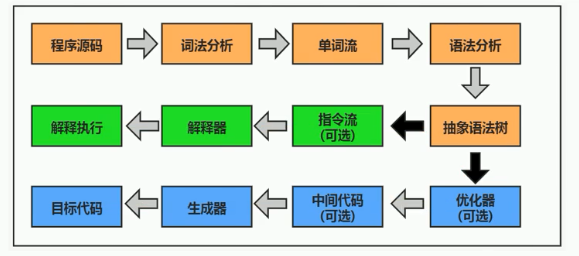 程序源码
词法分析
单词流
语法分析
解释执行
解释器
指令流
(可选)
抽象语法树
目标代码
生成器
中间代码
(可选)
优化器
(可选)